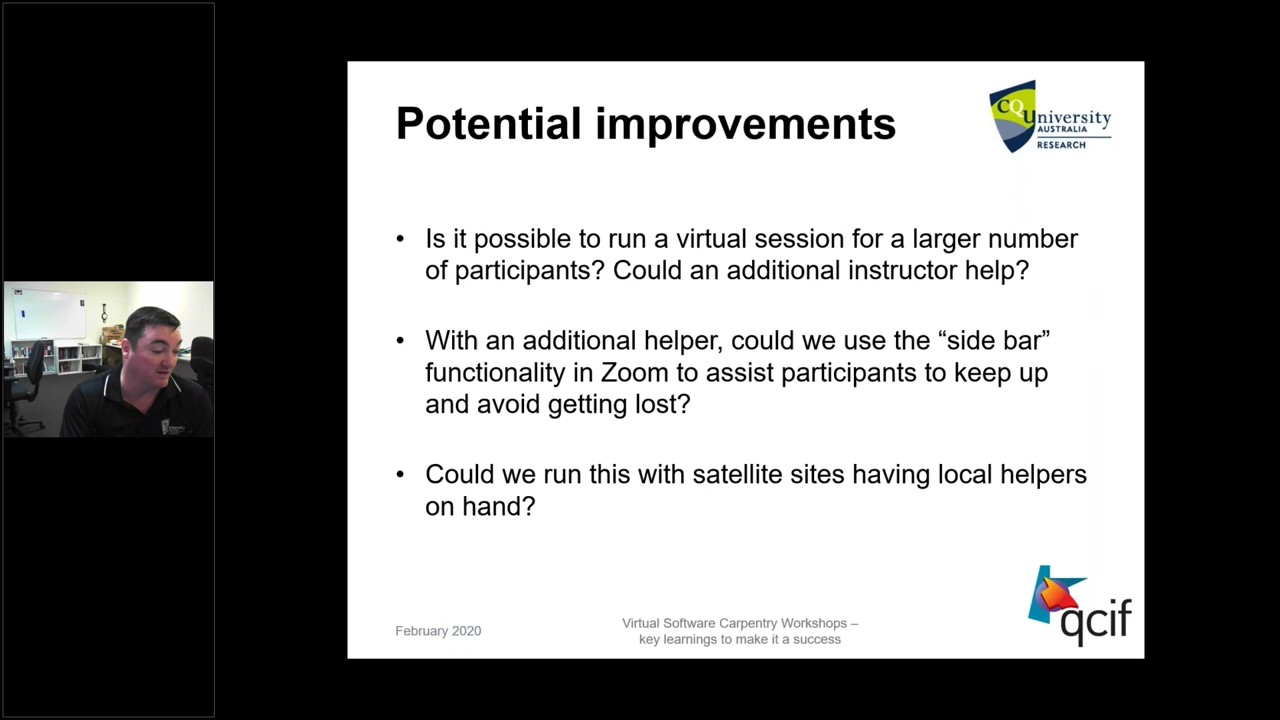 Potential improvements
CQUniversity
AUSTRALIA
RESEARCH
• Is it possible to run a virtual session for a larger number
of participants? Could an additional instructor help?
• With an additional helper, could we use the “side bar”
functionality in Zoom to assist participants to keep up
and avoid getting lost?
• Could we run this with satellite sites having local helpers
on hand?
February 2020
Virtual Software Carpentry Workshops –
key learnings to make it a success
qcif